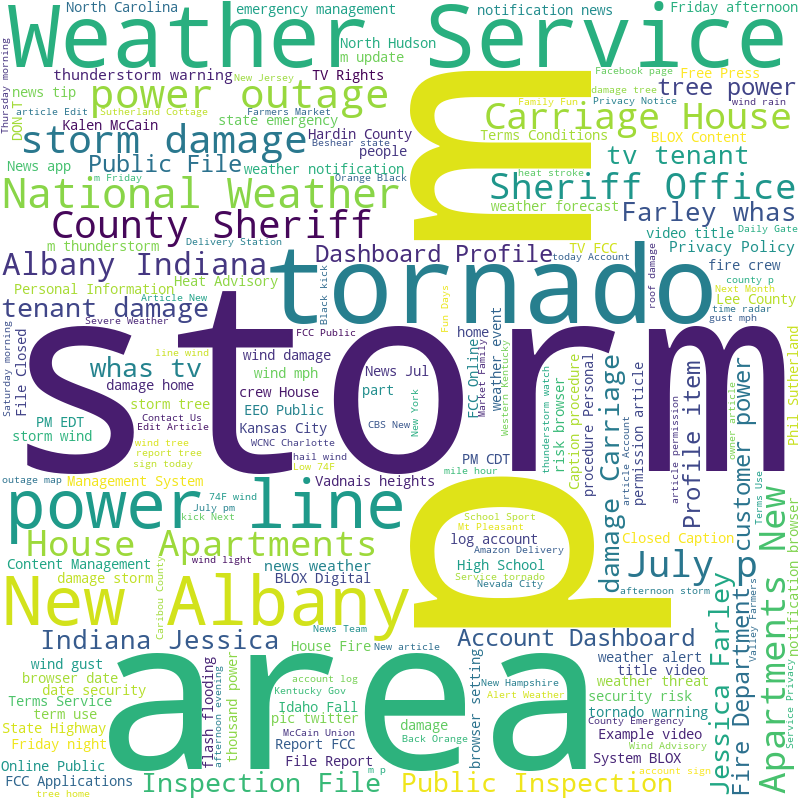 North Carolina
emergency management
notification news
Friday afternoon
Weather Service
North Hudson
m update
Thursday morning
thunderstorm warning
TV Rights
New Jersey
Facebook page
Free Press
news tip
power outage
damage tree
tree power
Privacy Notice
wind rain
article Edit
Sutherland Cottage
Farmers Market
Family Fun
DON T
Kalen McCain
state emergency
Carriage House
storm damage
Hardin County
Beshear state
people
Terms Conditions
BLOX Content
m
tv tenant
News app
Public File
weather notification
heat stroke
m Friday
Orange Black
National Weather
Sheriff Office
weather forecast
Farley whas
County Sheriff
Daily Gate
video title
m thunderstorm
Delivery Station
Dashboard Profile
TV FCC
Privacy Policy
today Account
Albany Indiana
tornado
fire crew
roof damage
Heat Advisory
Black kick
county p
Personal Information
Next Month
Article New
Lee County
tenant damage
Fun Days
time radar
gust mph
Severe Weather
FCC Public
storm
Saturday morning
File Closed
line wind
wind damage
home
FCC Online
Market Family
weather event
Western Kentucky
whas tv
wind mph
News Jul
damage home
crew House
part
New York
storm tree
EEO Public
Contact Us
Edit Article
Kansas City
CBS New
PM EDT
storm wind
WCNC Charlotte
wind tree
report tree
sign today
hail wind
Low 74F
PM CDT
mile hour
thunderstorm watch
risk browser
Caption procedure
procedure Personal
damage Carriage
article Account
permission article
article permission
Profile item
owner article
customer power
Terms Use
Phil Sutherland
outage map
Management System
Vadnais heights
74F wind
July pm
kick Next
power line
p
School Sport
Mt Pleasant
wind light
House Apartments
log account
Closed Caption
Amazon Delivery
High School
Content Management
news weather
Service tornado
July p
damage storm
BLOX Digital
Nevada City
afternoon storm
New Albany
Caribou County
News Team
Indiana Jessica
House Fire
New article
Account Dashboard
weather alert
title video
wind gust
browser date
date security
flash flooding
afternoon evening
thousand power
account log
Kentucky Gov
area
browser setting
New Hampshire
weather threat
Alert Weather
security risk
Jessica Farley
Fire Department
Valley Farmers
Apartments New
Service Privacy
notification browser
Terms Service
term use
Idaho Fall
pic twitter
damage
tornado warning
State Highway
McCain Union
Back Orange
County Emergency
Example video
Friday night
Report FCC
Wind Advisory
Online Public
File Report
System BLOX
m p
account sign
FCC Applications
Inspection File
Public Inspection
tree home